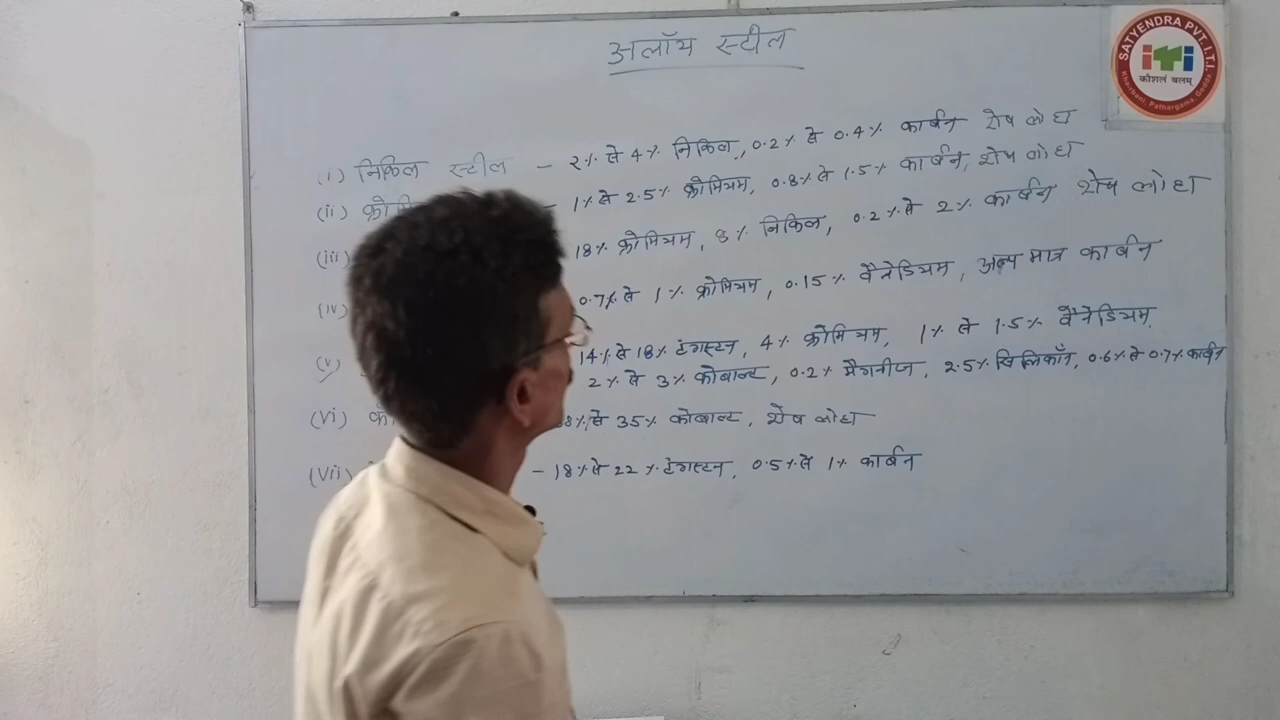 अलॉय स्टील
SATYENDRA PVT. I.T.I.
iTi
कौशलं बलम्
Khairbani, Pathargama, Godda
(i) निकिल स्टील - 2% से 4% निकिल, 0.2% से 0.4% कार्बन शेष लोहा
(ii) - 1% से 2.5% क्रोमियम, 0.8% से 1.5% कार्बन, शेष लोहा
(iii) 18% क्रोमियम, 8% निकिल, 0.2% से 2% कार्बन शेष लोहा
(iv) 0.7% से 1% क्रोमियम, 0.15% वैनेडियम, अल्प मात्र कार्बन
(v) 14% से 18% टंगस्टन, 4% क्रोमियम, 1% से 1.5% वैनेडियम,
2% से 3% कोबाल्ट, 0.2% मैगनीज, 2.5% सिलिकॉन, 0.6% से 0.7% कार्बन
(vi) से 35% कोबाल्ट, शेष लोहा
(vii) - 18% से 22% टंगस्टन, 0.5% से 1% कार्बन